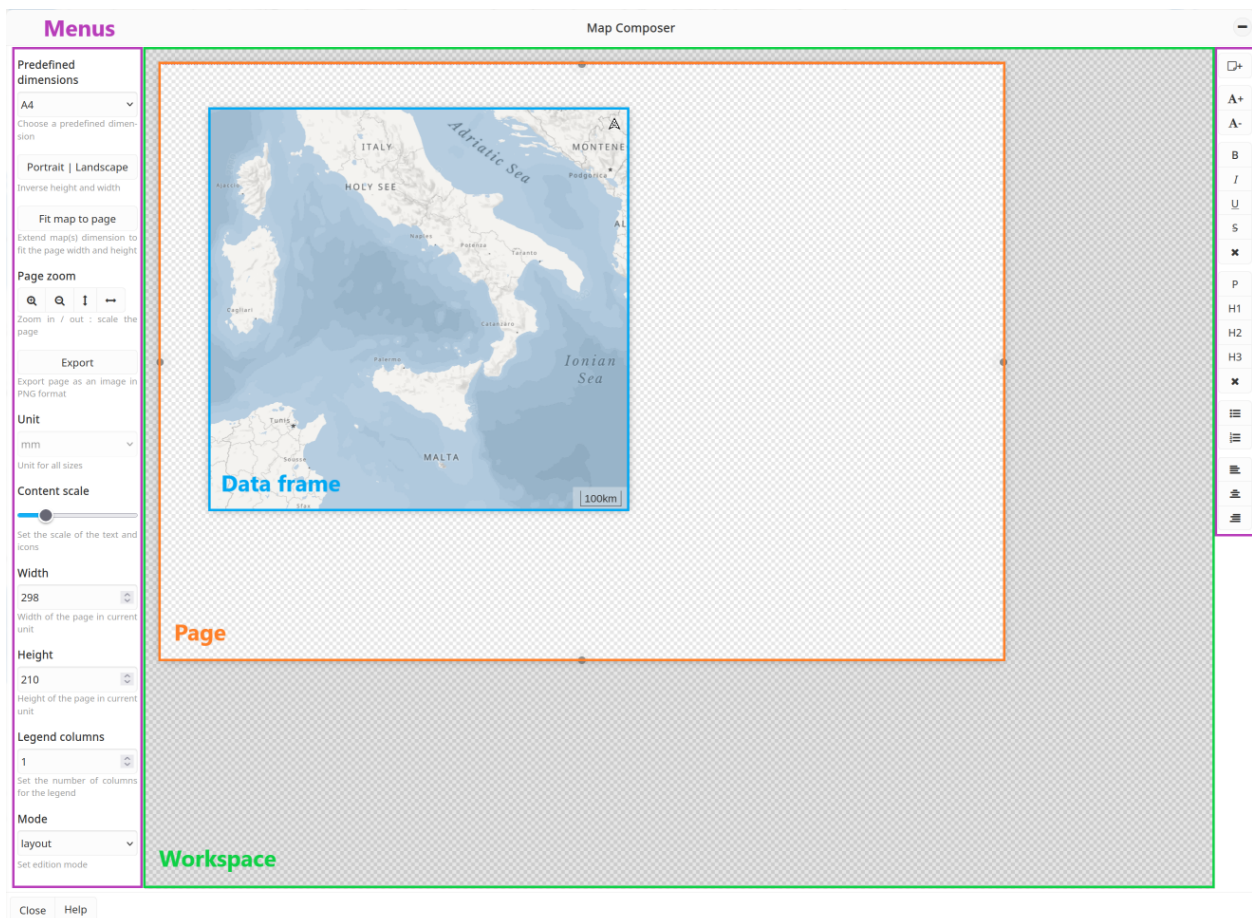 Menus
Map Composer
Predefined
dimensions
A4
Choose a predefined dimen-
sion
Portrait | Landscape
Inverse height and width
Fit map to page
Extend map(s) dimension to
fit the page width and height
Page zoom
Zoom in / out : scale the
page
Export
Export page as an image in
PNG format
Unit
mm
Unit for all sizes
Content scale
Set the scale of the text and
icons
Width
298
Width of the page in current
unit
Height
210
Height of the page in current
unit
Legend columns
1
Set the number of columns
for the legend
Mode
layout
Set edition mode
Close
Help
Adriatic Sea
ITALY
MONTENE
HOLY SEE
Podgorica
AL
Naples
Potenza
Taranto
Cagliari
Catanzaro
Palermo
Ionian
Sea
Tunis
Sousse
MALTA
Sfax
Data frame
100km
Page
Workspace
A+
A-
B
I
U
S
P
H1
H2
H3